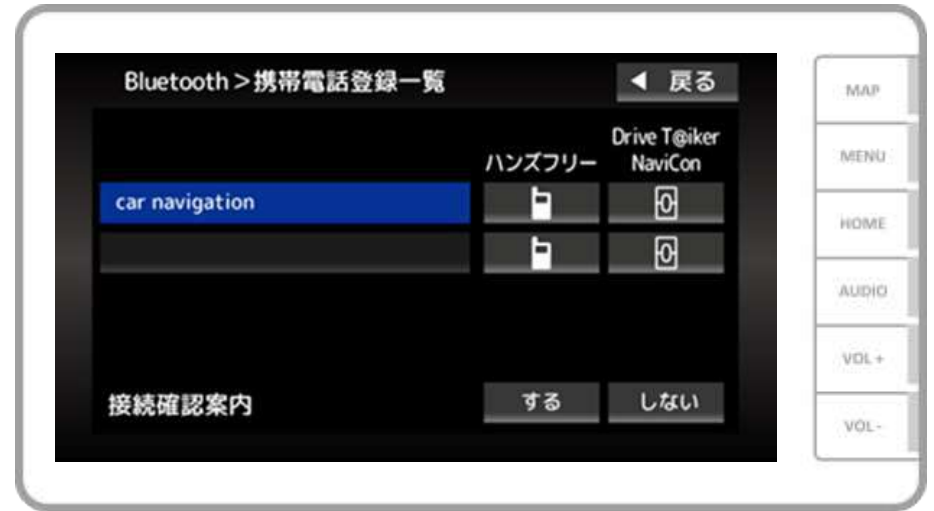 Bluetooth＞携帯電話登録一覧
◀ 戻る
ハンズフリー
Drive T@iker
NaviCon
car navigation
接続確認案内
する
しない
MAP
MENU
HOME
AUDIO
VOL +
VOL -